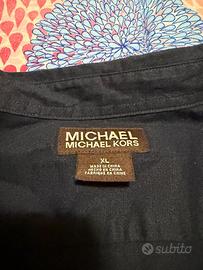 MICHAEL
MICHAEL KORS
XL
MADE IN CHINA
HECHO EN CHINA
FABRIQUÉ EN CHINE
subito